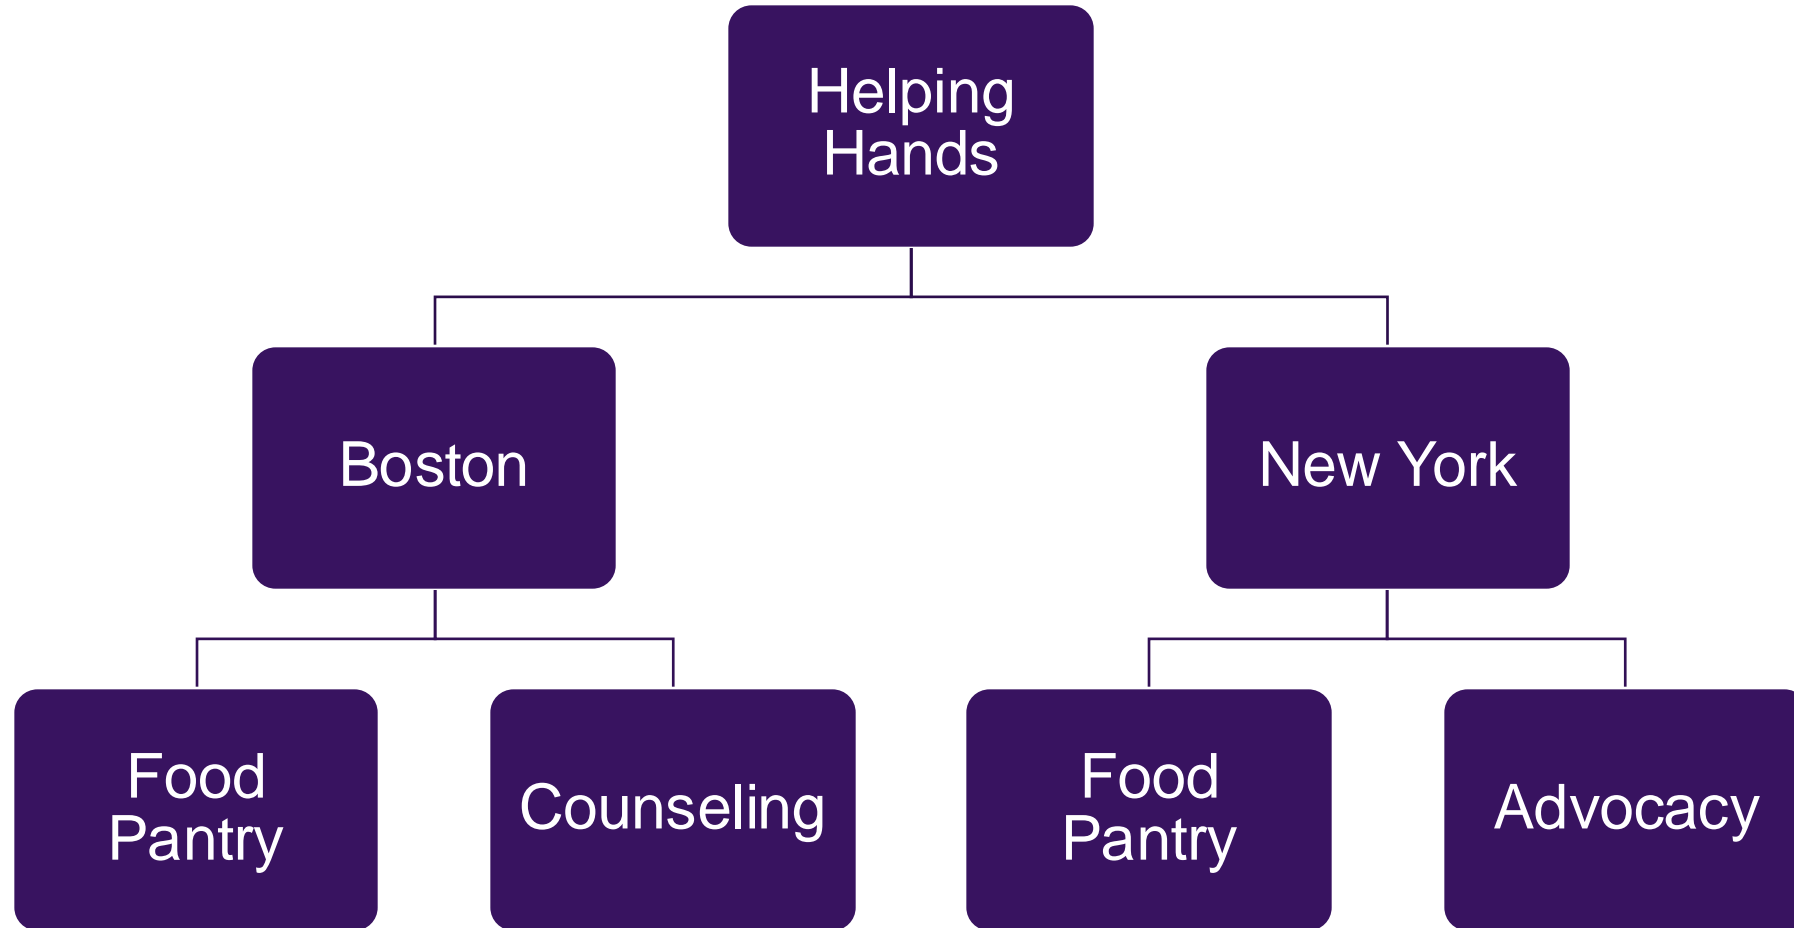 Helping
Hands
Boston
New York
Food
Pantry
Counseling
Food
Pantry
Advocacy